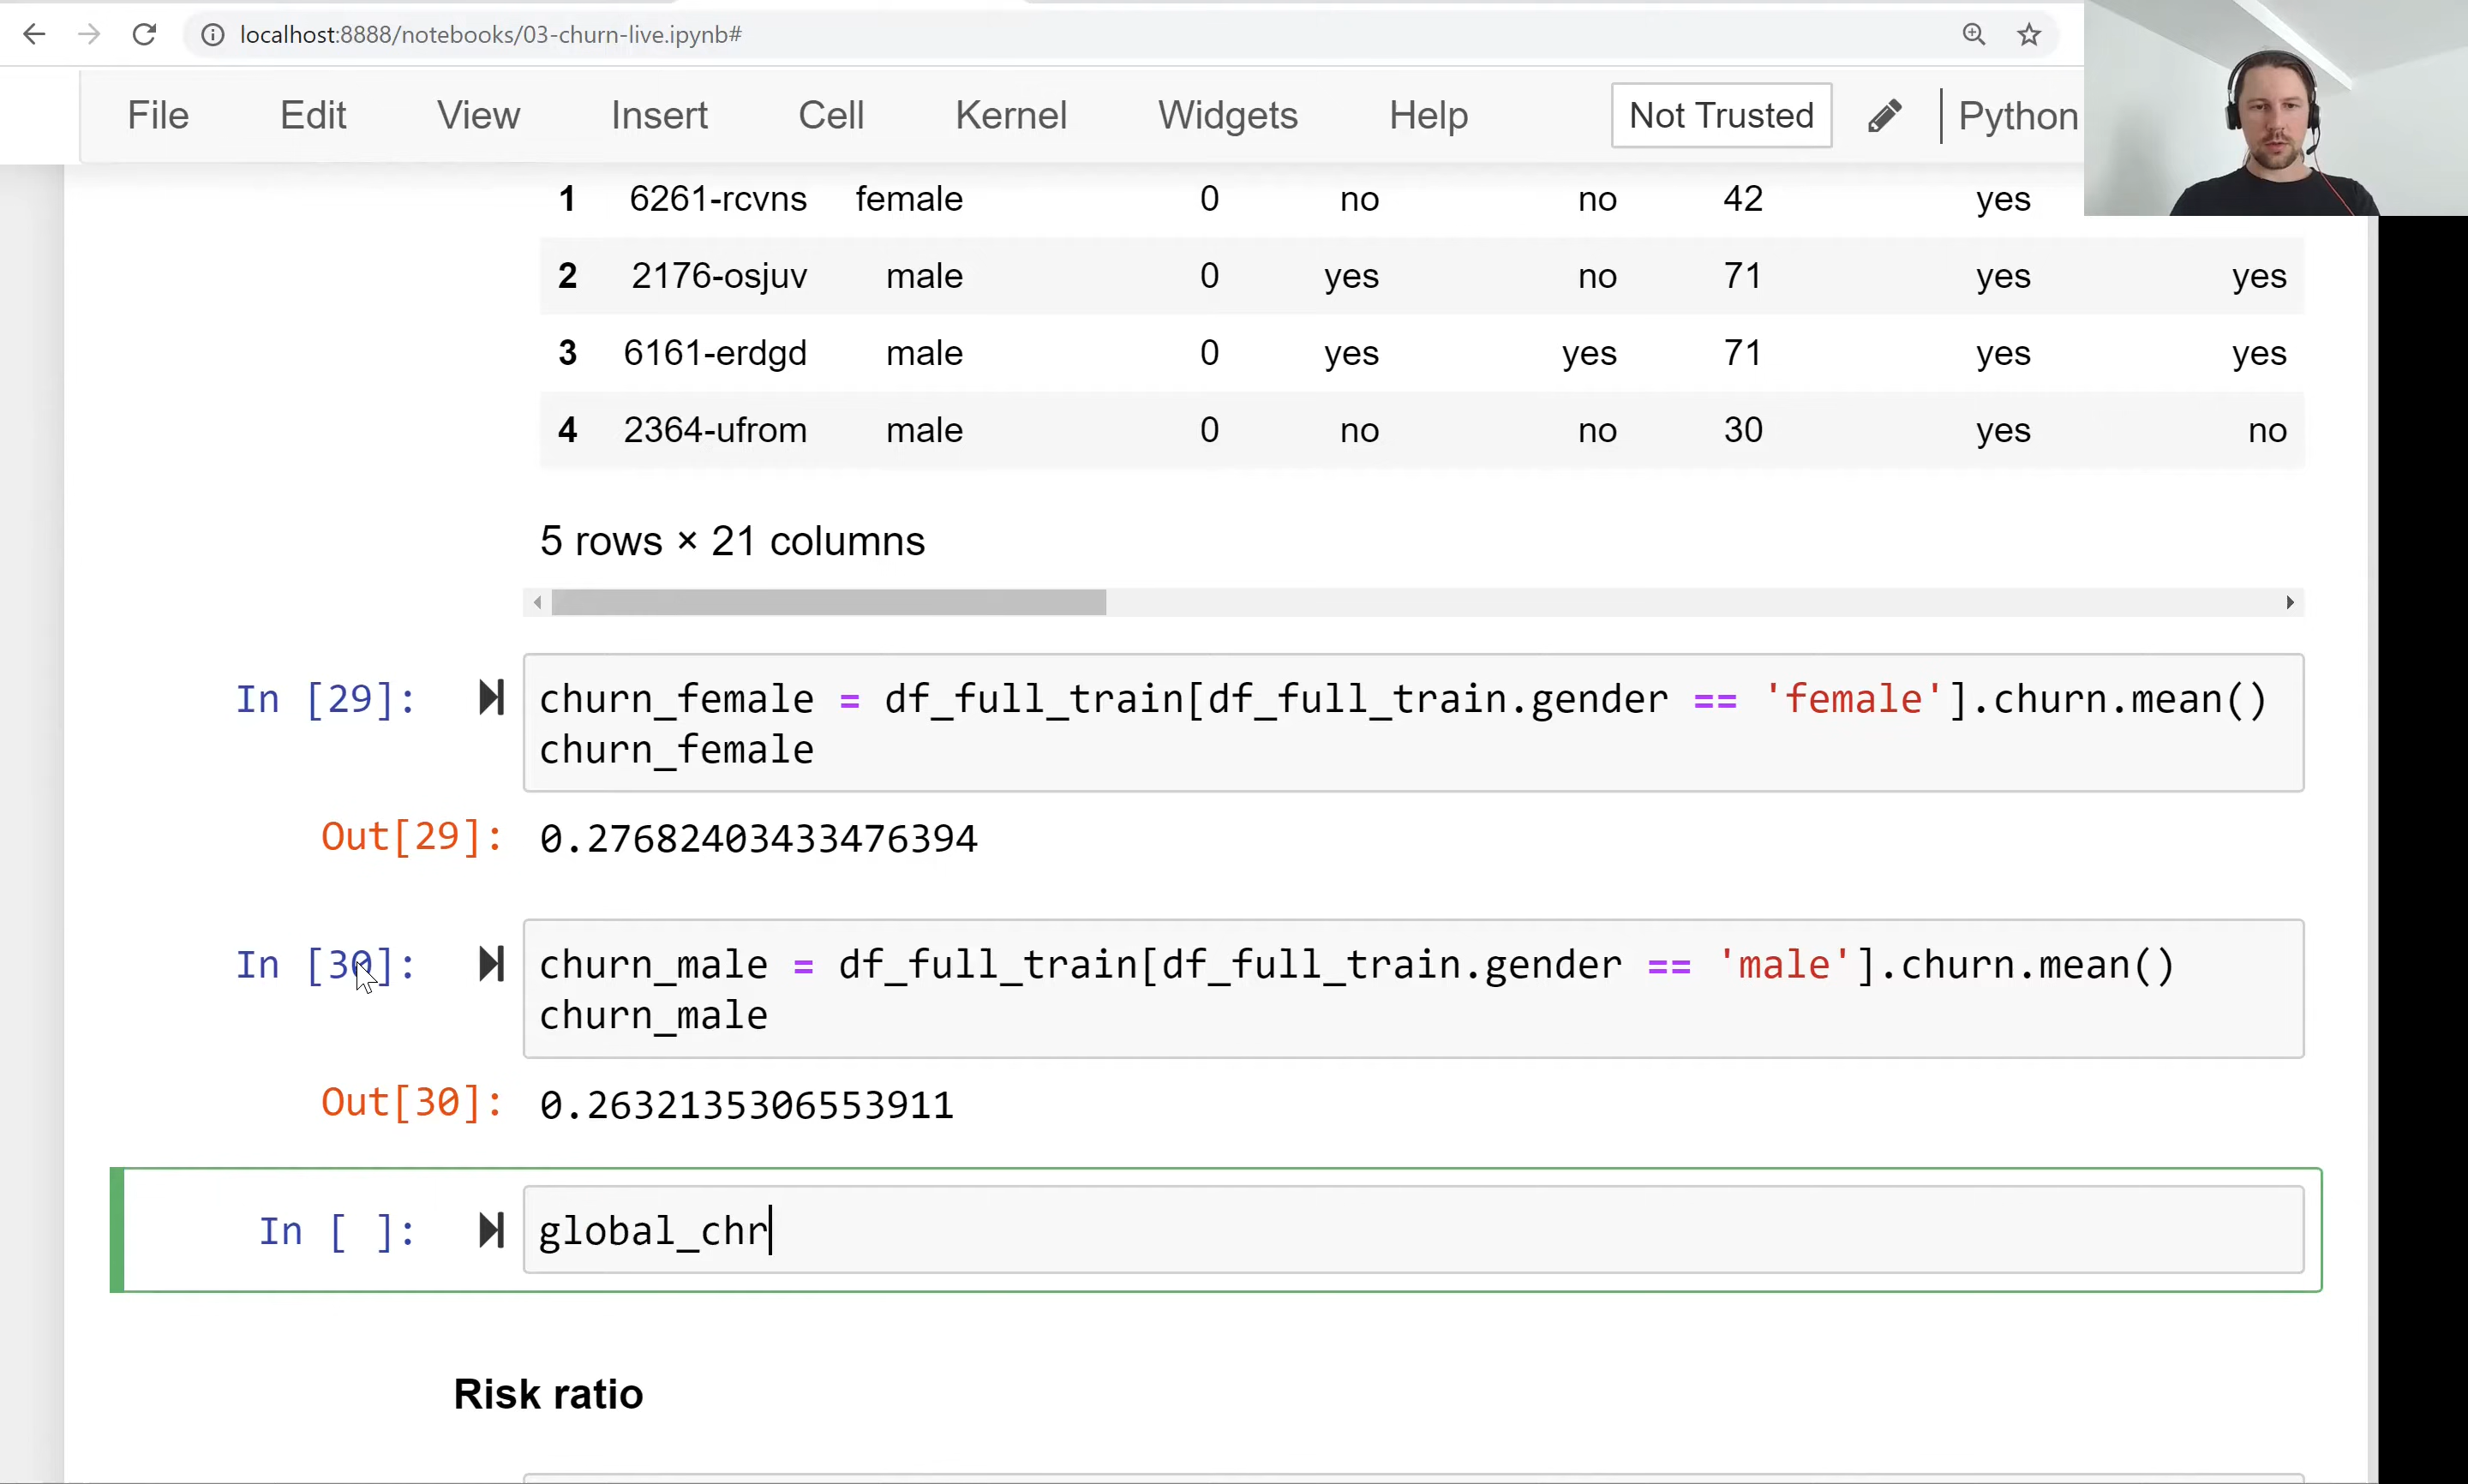 localhost:8888/notebooks/03-churn-live.ipynb#
File Edit View Insert Cell Kernel Widgets Help Not Trusted Python
1 6261-rcvns female 0 no no 42 yes
2 2176-osjuv male 0 yes no 71 yes yes
3 6161-erdgd male 0 yes yes 71 yes yes
4 2364-ufrom male 0 no no 30 yes no
5 rows × 21 columns
In [29]: churn_female = df_full_train[df_full_train.gender == 'female'].churn.mean()
churn_female
Out[29]: 0.27682403433476394
In [30]: churn_male = df_full_train[df_full_train.gender == 'male'].churn.mean()
churn_male
Out[30]: 0.2632135306553911
In [ ]: global_chr
Risk ratio